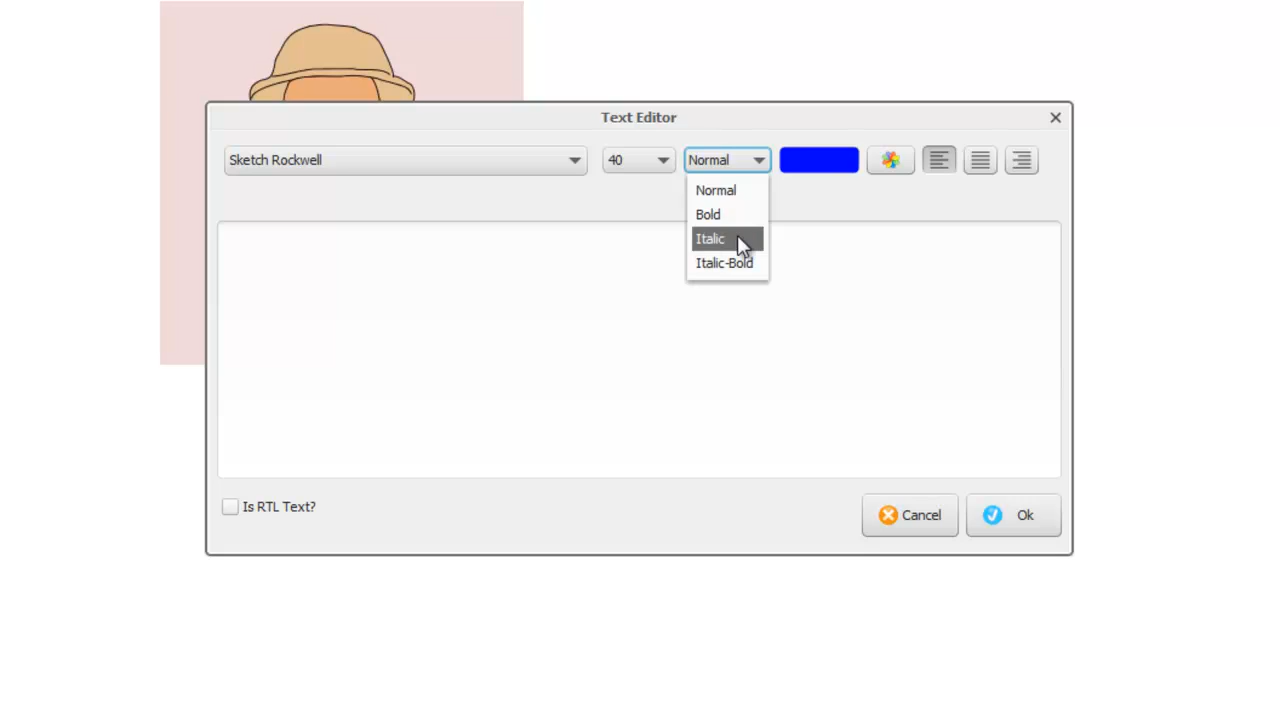 Text Editor
Sketch Rockwell
40
Normal
Normal
Bold
Italic
Italic-Bold
Is RTL Text?
Cancel
Ok